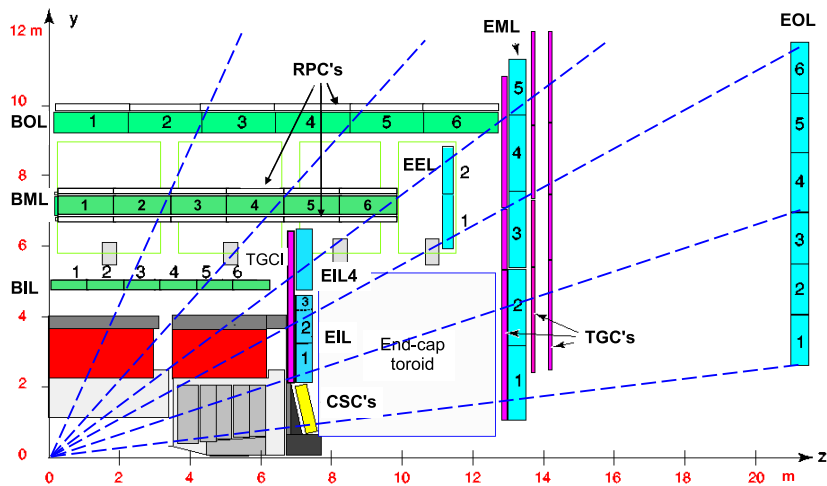 12 m
y
EML
EOL
RPC's
6
10
5
BOL
1 2 3 4 5 6
5
8
EEL
2
4
4
BML
1 2 3 4 5 6
1
6
3
3
TGCI
1 2 3 4 5 6
EIL4
BIL
2
4
3
2
2
EIL
End-cap
toroid
TGC's
1
1
2
CSC's
1
0
z
0 2 4 6 8 10 12 14 16 18 20 m